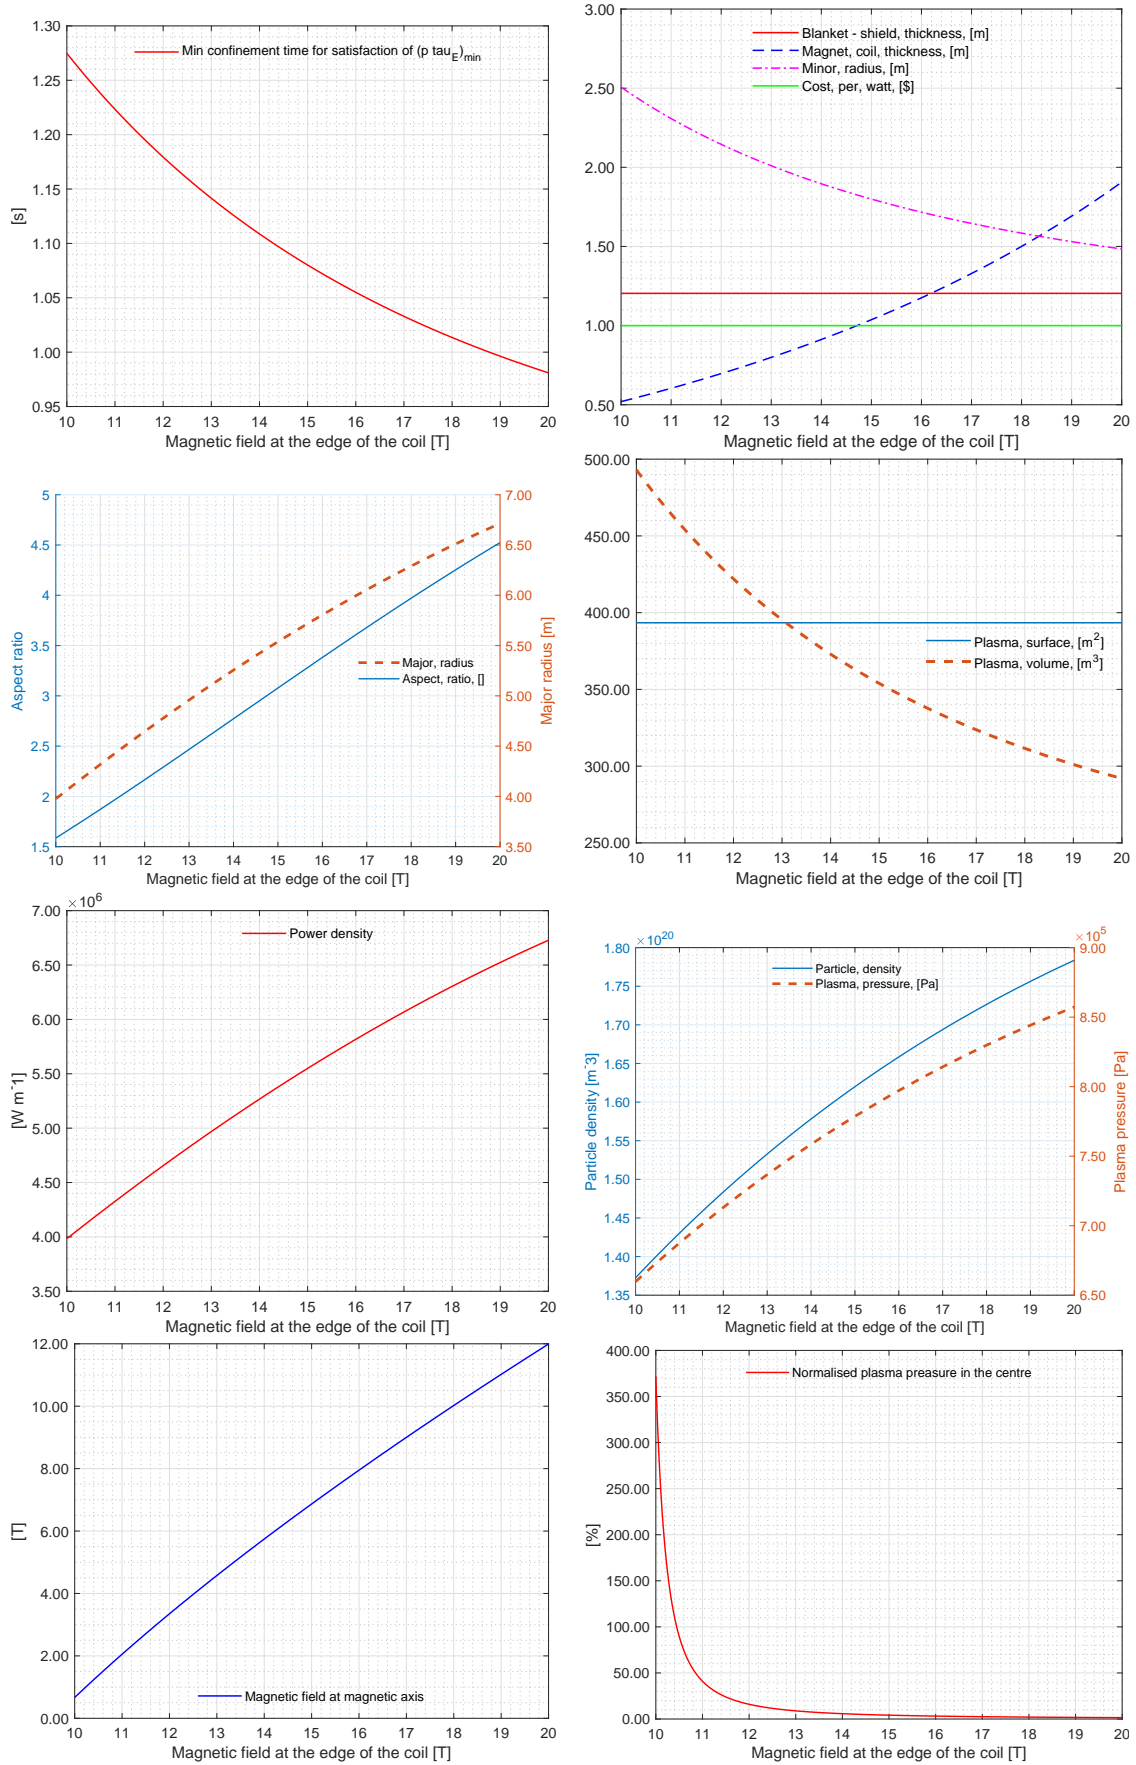 1.30
1.25
1.20
1.15
1.10
1.05
1.00
0.95
[s]
Min confinement time for satisfaction of (p tau_E)_min
10 11 12 13 14 15 16 17 18 19 20
Magnetic field at the edge of the coil [T]
3.00
2.50
2.00
1.50
1.00
0.50
Blanket - shield, thickness, [m]
Magnet, coil, thickness, [m]
Minor, radius, [m]
Cost, per, watt, [$]
10 11 12 13 14 15 16 17 18 19 20
Magnetic field at the edge of the coil [T]
5
4.5
4
3.5
3
2.5
2
1.5
Aspect ratio
Major, radius
Aspect, ratio, []
7.00
6.50
6.00
5.50
5.00
4.50
4.00
3.50
Major radius [m]
10 11 12 13 14 15 16 17 18 19 20
Magnetic field at the edge of the coil [T]
500.00
450.00
400.00
350.00
300.00
250.00
Plasma, surface, [m²]
Plasma, volume, [m³]
10 11 12 13 14 15 16 17 18 19 20
Magnetic field at the edge of the coil [T]
×10⁶
7.00
6.50
6.00
5.50
5.00
4.50
4.00
3.50
[W m⁻1]
Power density
10 11 12 13 14 15 16 17 18 19 20
Magnetic field at the edge of the coil [T]
×10²⁰
1.80
1.75
1.70
1.65
1.60
1.55
1.50
1.45
1.40
1.35
Particle density [m⁻3]
Particle, density
Plasma, pressure, [Pa]
×10⁵
9.00
8.50
8.00
7.50
7.00
6.50
Plasma pressure [Pa]
10 11 12 13 14 15 16 17 18 19 20
Magnetic field at the edge of the coil [T]
12.00
10.00
8.00
6.00
4.00
2.00
0.00
[T]
Magnetic field at magnetic axis
10 11 12 13 14 15 16 17 18 19 20
Magnetic field at the edge of the coil [T]
400.00
350.00
300.00
250.00
200.00
150.00
100.00
50.00
0.00
[%]
Normalised plasma preasure in the centre
10 11 12 13 14 15 16 17 18 19 20
Magnetic field at the edge of the coil [T]